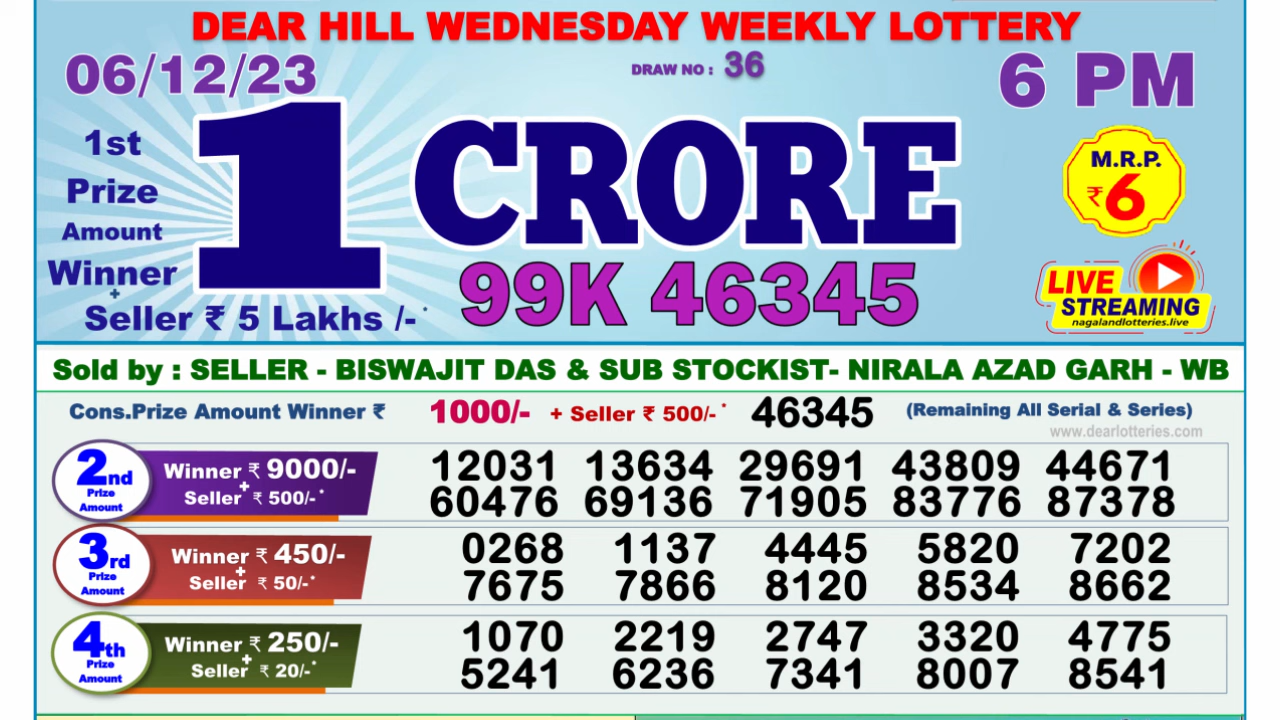 DEAR HILL WEDNESDAY WEEKLY LOTTERY
06/12/23
DRAW NO : 36
6 PM
1st
Prize
Amount
Winner
+
Seller ₹ 5 Lakhs /- *
1 CRORE
99K 46345
M.R.P.
₹6
LIVE
STREAMING
nagalandlotteries.live
Sold by : SELLER - BISWAJIT DAS & SUB STOCKIST- NIRALA AZAD GARH - WB
Cons.Prize Amount Winner ₹ 1000/- + Seller ₹ 500/- * 46345 (Remaining All Serial & Series)
www.dearlotteries.com
2nd
Prize
Amount
Winner ₹ 9000/-
+
Seller ₹ 500/- *
12031 13634 29691 43809 44671
60476 69136 71905 83776 87378
3rd
Prize
Amount
Winner ₹ 450/-
+
Seller ₹ 50/- *
0268 1137 4445 5820 7202
7675 7866 8120 8534 8662
4th
Prize
Amount
Winner ₹ 250/-
+
Seller ₹ 20/- *
1070 2219 2747 3320 4775
5241 6236 7341 8007 8541